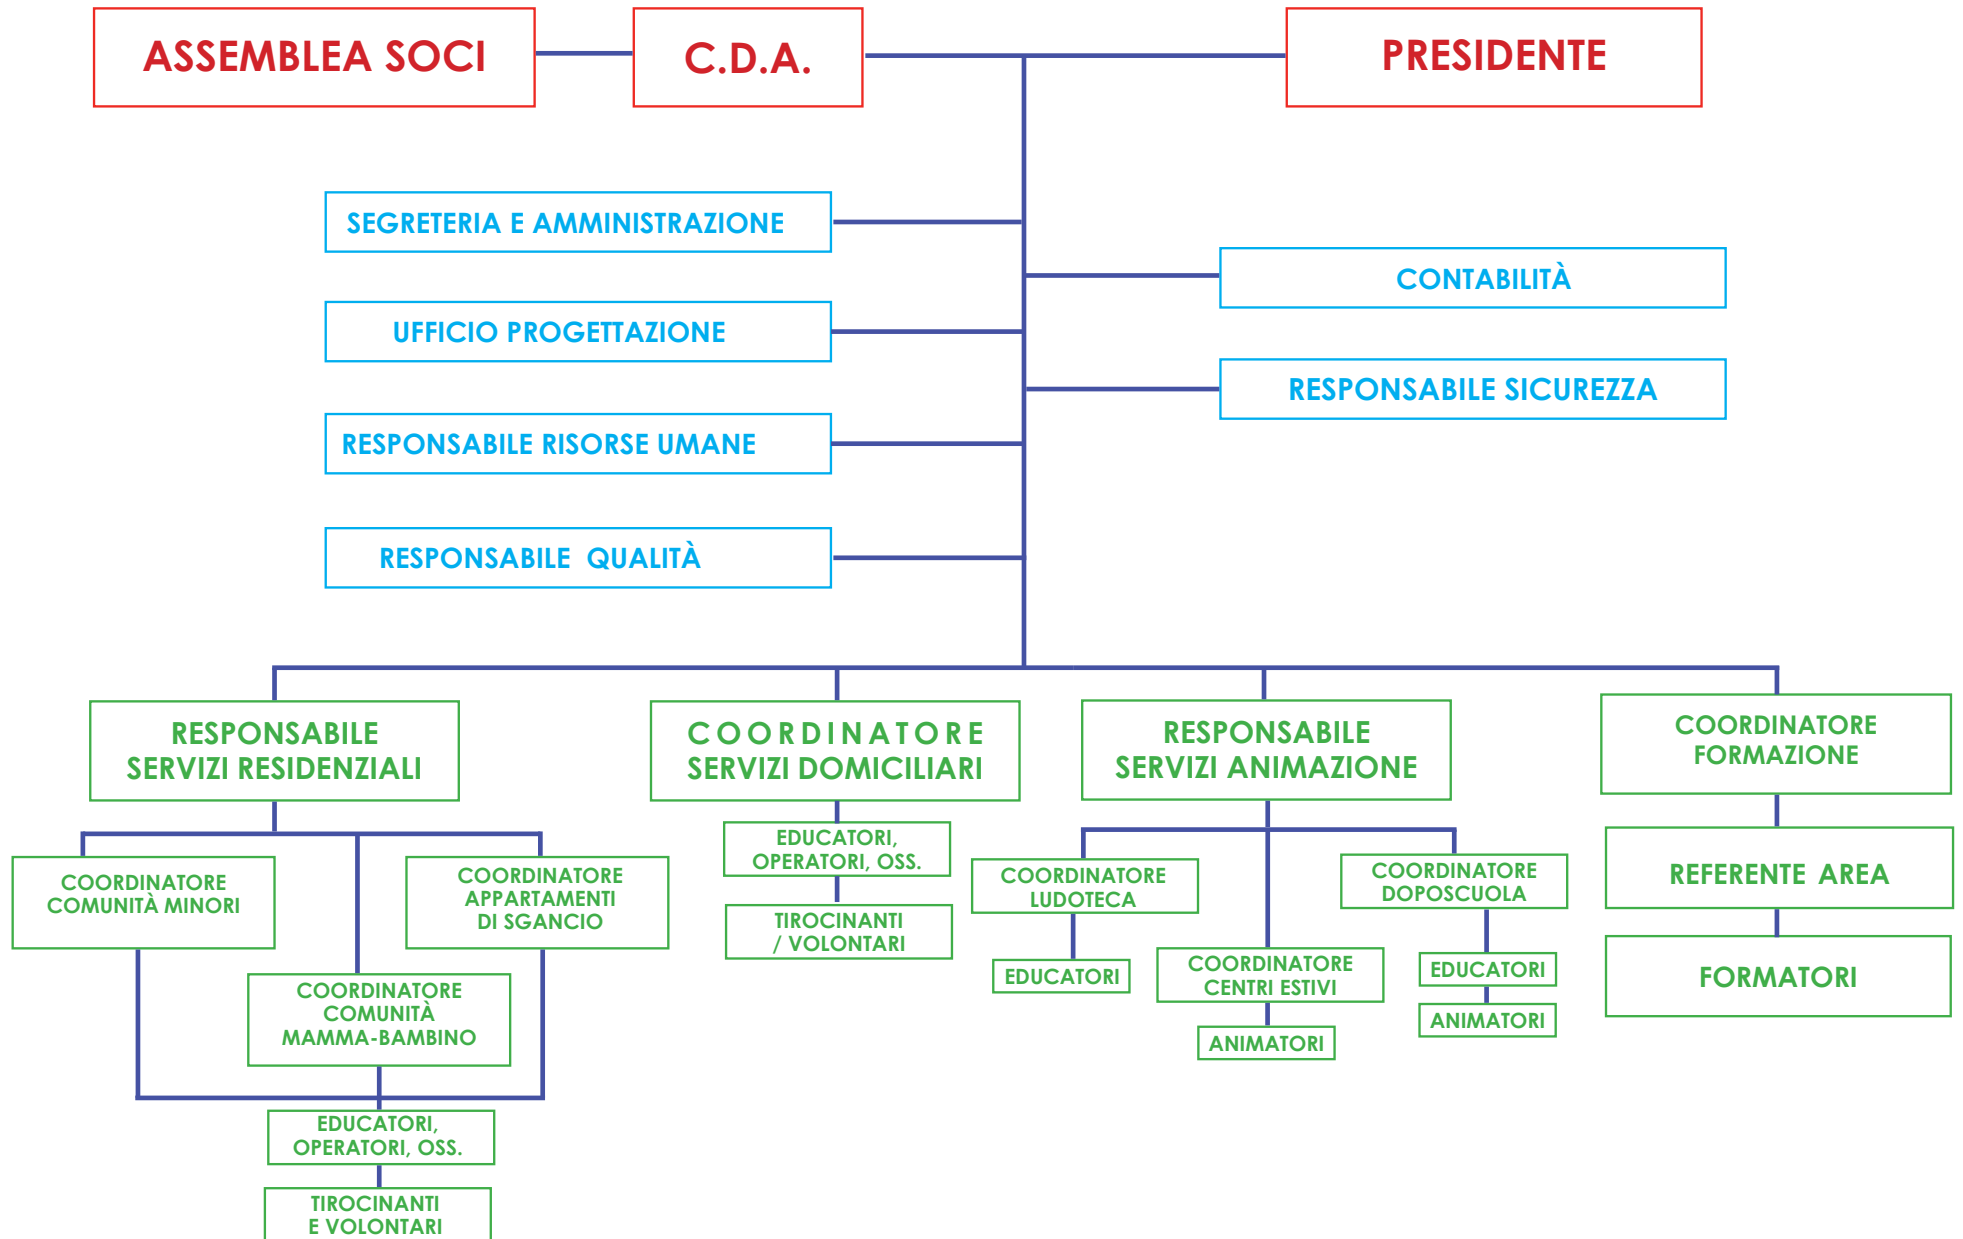 ASSEMBLEA SOCI
C.D.A.
PRESIDENTE
SEGRETERIA E AMMINISTRAZIONE
CONTABILITÀ
UFFICIO PROGETTAZIONE
RESPONSABILE SICUREZZA
RESPONSABILE RISORSE UMANE
RESPONSABILE QUALITÀ
RESPONSABILE
SERVIZI RESIDENZIALI
COORDINATORE
SERVIZI DOMICILIARI
RESPONSABILE
SERVIZI ANIMAZIONE
COORDINATORE
FORMAZIONE
COORDINATORE
COMUNITÀ MINORI
COORDINATORE
APPARTAMENTI
DI SGANCIO
COORDINATORE
COMUNITÀ
MAMMA-BAMBINO
EDUCATORI,
OPERATORI, OSS.
TIROCINANTI
E VOLONTARI
EDUCATORI,
OPERATORI, OSS.
TIROCINANTI
/ VOLONTARI
COORDINATORE
LUDOTECA
EDUCATORI
COORDINATORE
CENTRI ESTIVI
ANIMATORI
COORDINATORE
DOPOSCUOLA
EDUCATORI
ANIMATORI
REFERENTE AREA
FORMATORI